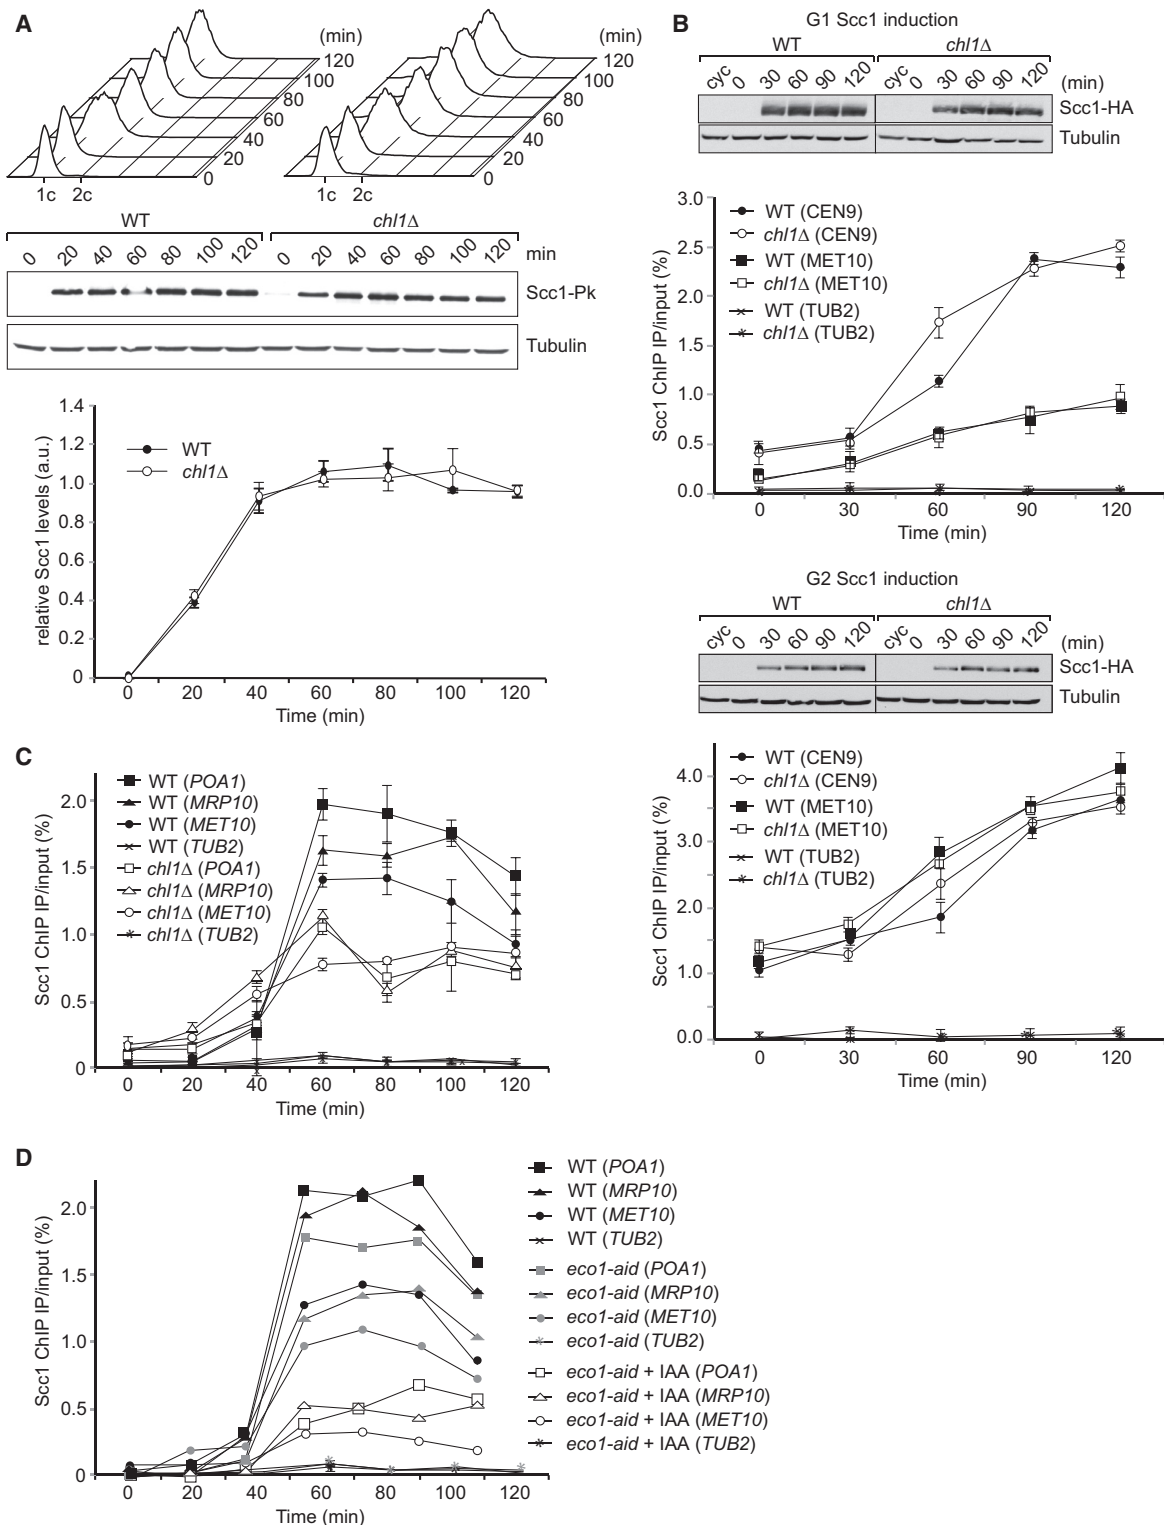 A
(min)
120
100
80
60
40
20
0
1c 2c
(min)
120
100
80
60
40
20
0
1c 2c
WT chl1Δ
0 20 40 60 80 100 120 0 20 40 60 80 100 120 min
Scc1-Pk
Tubulin
relative Scc1 levels (a.u.)
1.4
1.2
1.0
0.8
0.6
0.4
0.2
0
WT
chl1Δ
0 20 40 60 80 100 120
Time (min)
B
G1 Scc1 induction
WT chl1Δ
cyc 0 30 60 90 120 cyc 0 30 60 90 120 (min)
Scc1-HA
Tubulin
Scc1 ChIP IP/input (%)
3.0
2.5
2.0
1.5
1.0
0.5
0.0
WT (CEN9)
chl1Δ (CEN9)
WT (MET10)
chl1Δ (MET10)
WT (TUB2)
chl1Δ (TUB2)
0 30 60 90 120
Time (min)
G2 Scc1 induction
WT chl1Δ
cyc 0 30 60 90 120 cyc 0 30 60 90 120 (min)
Scc1-HA
Tubulin
Scc1 ChIP IP/input (%)
4.0
3.0
2.0
1.0
0.0
WT (CEN9)
chl1Δ (CEN9)
WT (MET10)
chl1Δ (MET10)
WT (TUB2)
chl1Δ (TUB2)
0 30 60 90 120
Time (min)
C
Scc1 ChIP IP/input (%)
2.0
1.5
1.0
0.5
0
WT (POA1)
WT (MRP10)
WT (MET10)
WT (TUB2)
chl1Δ (POA1)
chl1Δ (MRP10)
chl1Δ (MET10)
chl1Δ (TUB2)
0 20 40 60 80 100 120
Time (min)
D
Scc1 ChIP IP/input (%)
2.0
1.5
1.0
0.5
0
0 20 40 60 80 100 120
Time (min)
WT (POA1)
WT (MRP10)
WT (MET10)
WT (TUB2)
eco1-aid (POA1)
eco1-aid (MRP10)
eco1-aid (MET10)
eco1-aid (TUB2)
eco1-aid + IAA (POA1)
eco1-aid + IAA (MRP10)
eco1-aid + IAA (MET10)
eco1-aid + IAA (TUB2)